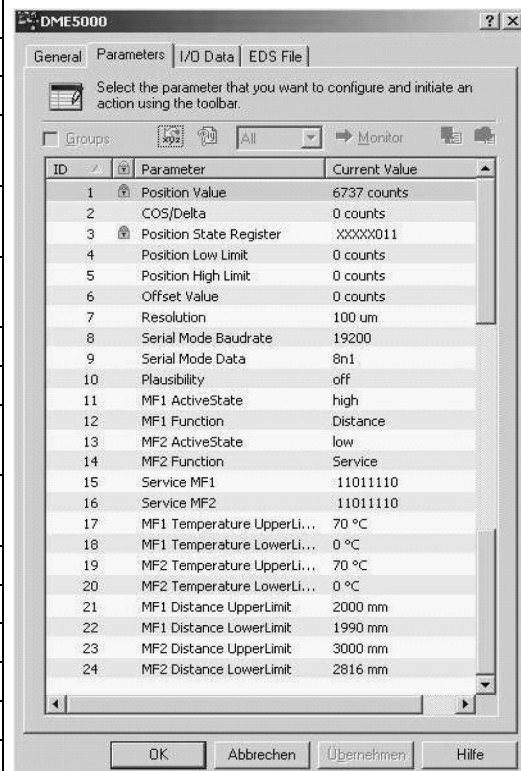 DME5000
General Parameters I/O Data EDS File
Select the parameter that you want to configure and initiate an
action using the toolbar.
Groups All Monitor
ID Parameter Current Value
1 Position Value 6737 counts
2 COS/Delta 0 counts
3 Position State Register XXXXX011
4 Position Low Limit 0 counts
5 Position High Limit 0 counts
6 Offset Value 0 counts
7 Resolution 100 um
8 Serial Mode Baudrate 19200
9 Serial Mode Data 8n1
10 Plausibility off
11 MF1 ActiveState high
12 MF1 Function Distance
13 MF2 ActiveState low
14 MF2 Function Service
15 Service MF1 11011110
16 Service MF2 11011110
17 MF1 Temperature UpperLi... 70 °C
18 MF1 Temperature LowerLi... 0 °C
19 MF2 Temperature UpperLi... 70 °C
20 MF2 Temperature LowerLi... 0 °C
21 MF1 Distance UpperLimit 2000 mm
22 MF1 Distance LowerLimit 1990 mm
23 MF2 Distance UpperLimit 3000 mm
24 MF2 Distance LowerLimit 2816 mm
OK Abbrechen Übernehmen Hilfe